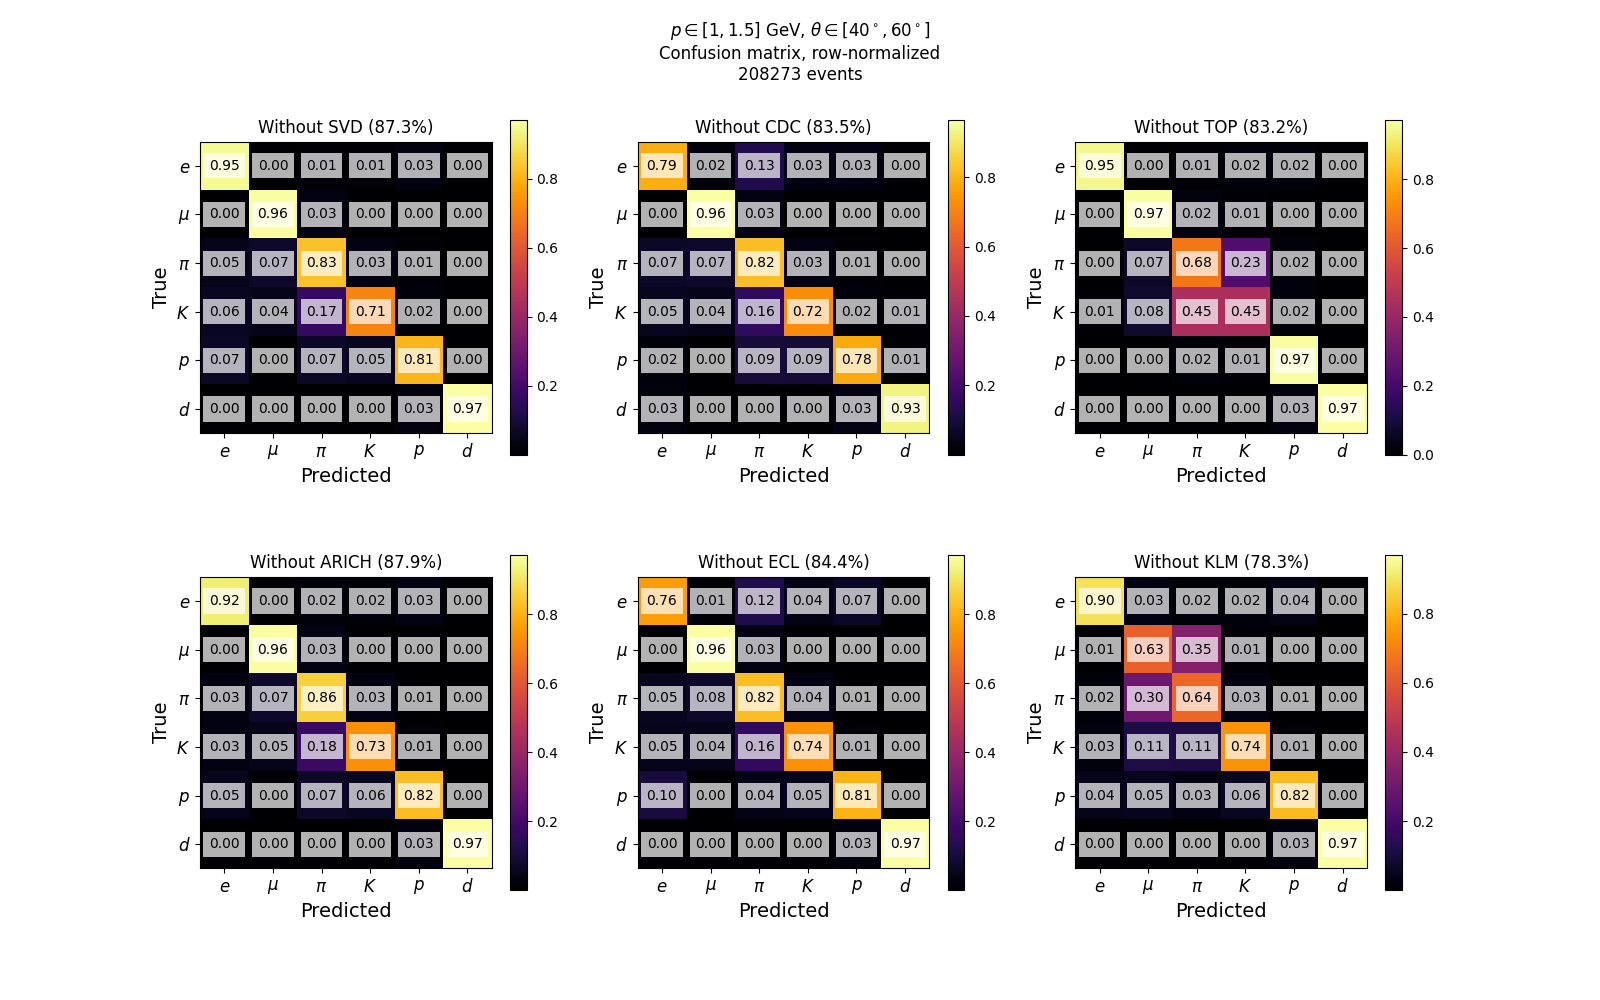 p ∈ [1, 1.5] GeV, θ ∈ [40°, 60°]
Confusion matrix, row-normalized
208273 events
Without SVD (87.3%)
e 0.95 0.00 0.01 0.01 0.03 0.00
μ 0.00 0.96 0.03 0.00 0.00 0.00
π 0.05 0.07 0.83 0.03 0.01 0.00
K 0.06 0.04 0.17 0.71 0.02 0.00
p 0.07 0.00 0.07 0.05 0.81 0.00
d 0.00 0.00 0.00 0.00 0.03 0.97
e μ π K p d
Predicted
True
0.8
0.6
0.4
0.2
Without CDC (83.5%)
e 0.79 0.02 0.13 0.03 0.03 0.00
μ 0.00 0.96 0.03 0.00 0.00 0.00
π 0.07 0.07 0.82 0.03 0.01 0.00
K 0.05 0.04 0.16 0.72 0.02 0.01
p 0.02 0.00 0.09 0.09 0.78 0.01
d 0.03 0.00 0.00 0.00 0.03 0.93
e μ π K p d
Predicted
True
0.8
0.6
0.4
0.2
Without TOP (83.2%)
e 0.95 0.00 0.01 0.02 0.02 0.00
μ 0.00 0.97 0.02 0.01 0.00 0.00
π 0.00 0.07 0.68 0.23 0.02 0.00
K 0.01 0.08 0.45 0.45 0.02 0.00
p 0.00 0.00 0.02 0.01 0.97 0.00
d 0.00 0.00 0.00 0.00 0.03 0.97
e μ π K p d
Predicted
True
0.8
0.6
0.4
0.2
0.0
Without ARICH (87.9%)
e 0.92 0.00 0.02 0.02 0.03 0.00
μ 0.00 0.96 0.03 0.00 0.00 0.00
π 0.03 0.07 0.86 0.03 0.01 0.00
K 0.03 0.05 0.18 0.73 0.01 0.00
p 0.05 0.00 0.07 0.06 0.82 0.00
d 0.00 0.00 0.00 0.00 0.03 0.97
e μ π K p d
Predicted
True
0.8
0.6
0.4
0.2
Without ECL (84.4%)
e 0.76 0.01 0.12 0.04 0.07 0.00
μ 0.00 0.96 0.03 0.00 0.00 0.00
π 0.05 0.08 0.82 0.04 0.01 0.00
K 0.05 0.04 0.16 0.74 0.01 0.00
p 0.10 0.00 0.04 0.05 0.81 0.00
d 0.00 0.00 0.00 0.00 0.03 0.97
e μ π K p d
Predicted
True
0.8
0.6
0.4
0.2
Without KLM (78.3%)
e 0.90 0.03 0.02 0.02 0.04 0.00
μ 0.01 0.63 0.35 0.01 0.00 0.00
π 0.02 0.30 0.64 0.03 0.01 0.00
K 0.03 0.11 0.11 0.74 0.01 0.00
p 0.04 0.05 0.03 0.06 0.82 0.00
d 0.00 0.00 0.00 0.00 0.03 0.97
e μ π K p d
Predicted
True
0.8
0.6
0.4
0.2